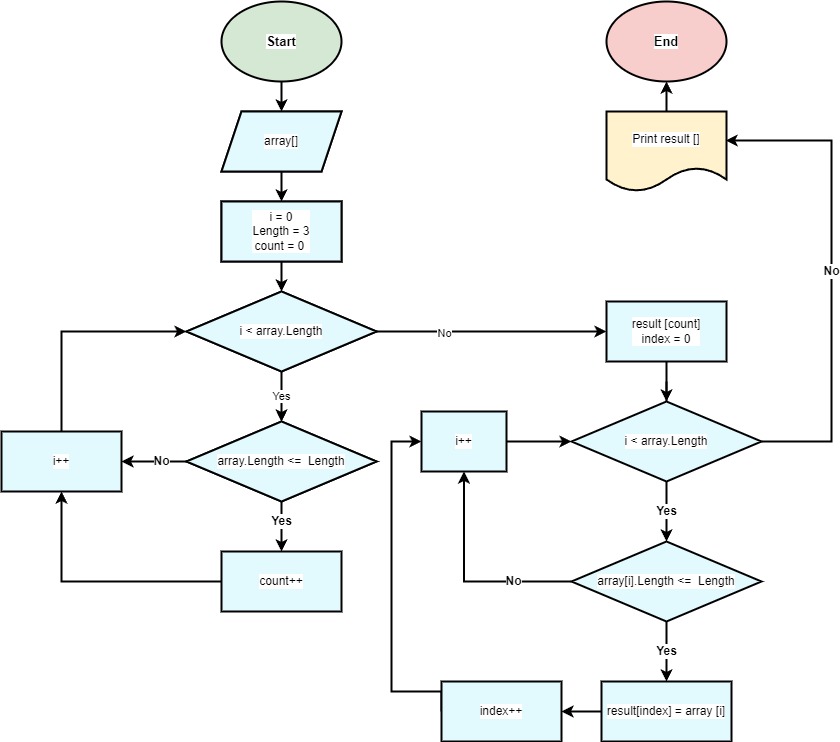 Start
array[]
i = 0
Length = 3
count = 0
i < array.Length
Yes
No
array.Length <= Length
No
i++
Yes
count++
result [count]
index = 0
i < array.Length
i++
Yes
No
array[i].Length <= Length
No
Yes
result[index] = array [i]
index++
Print result []
End